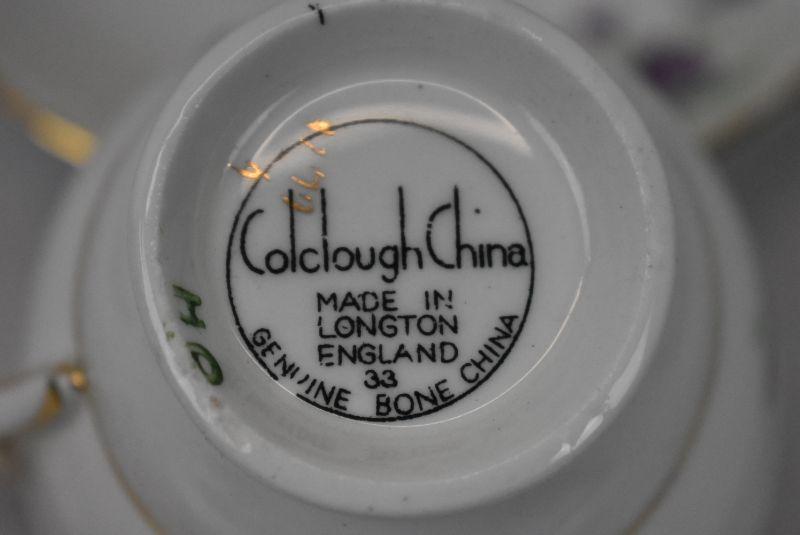 Colclough China
MADE IN
LONGTON
ENGLAND
33
GENUINE BONE CHINA
H.O